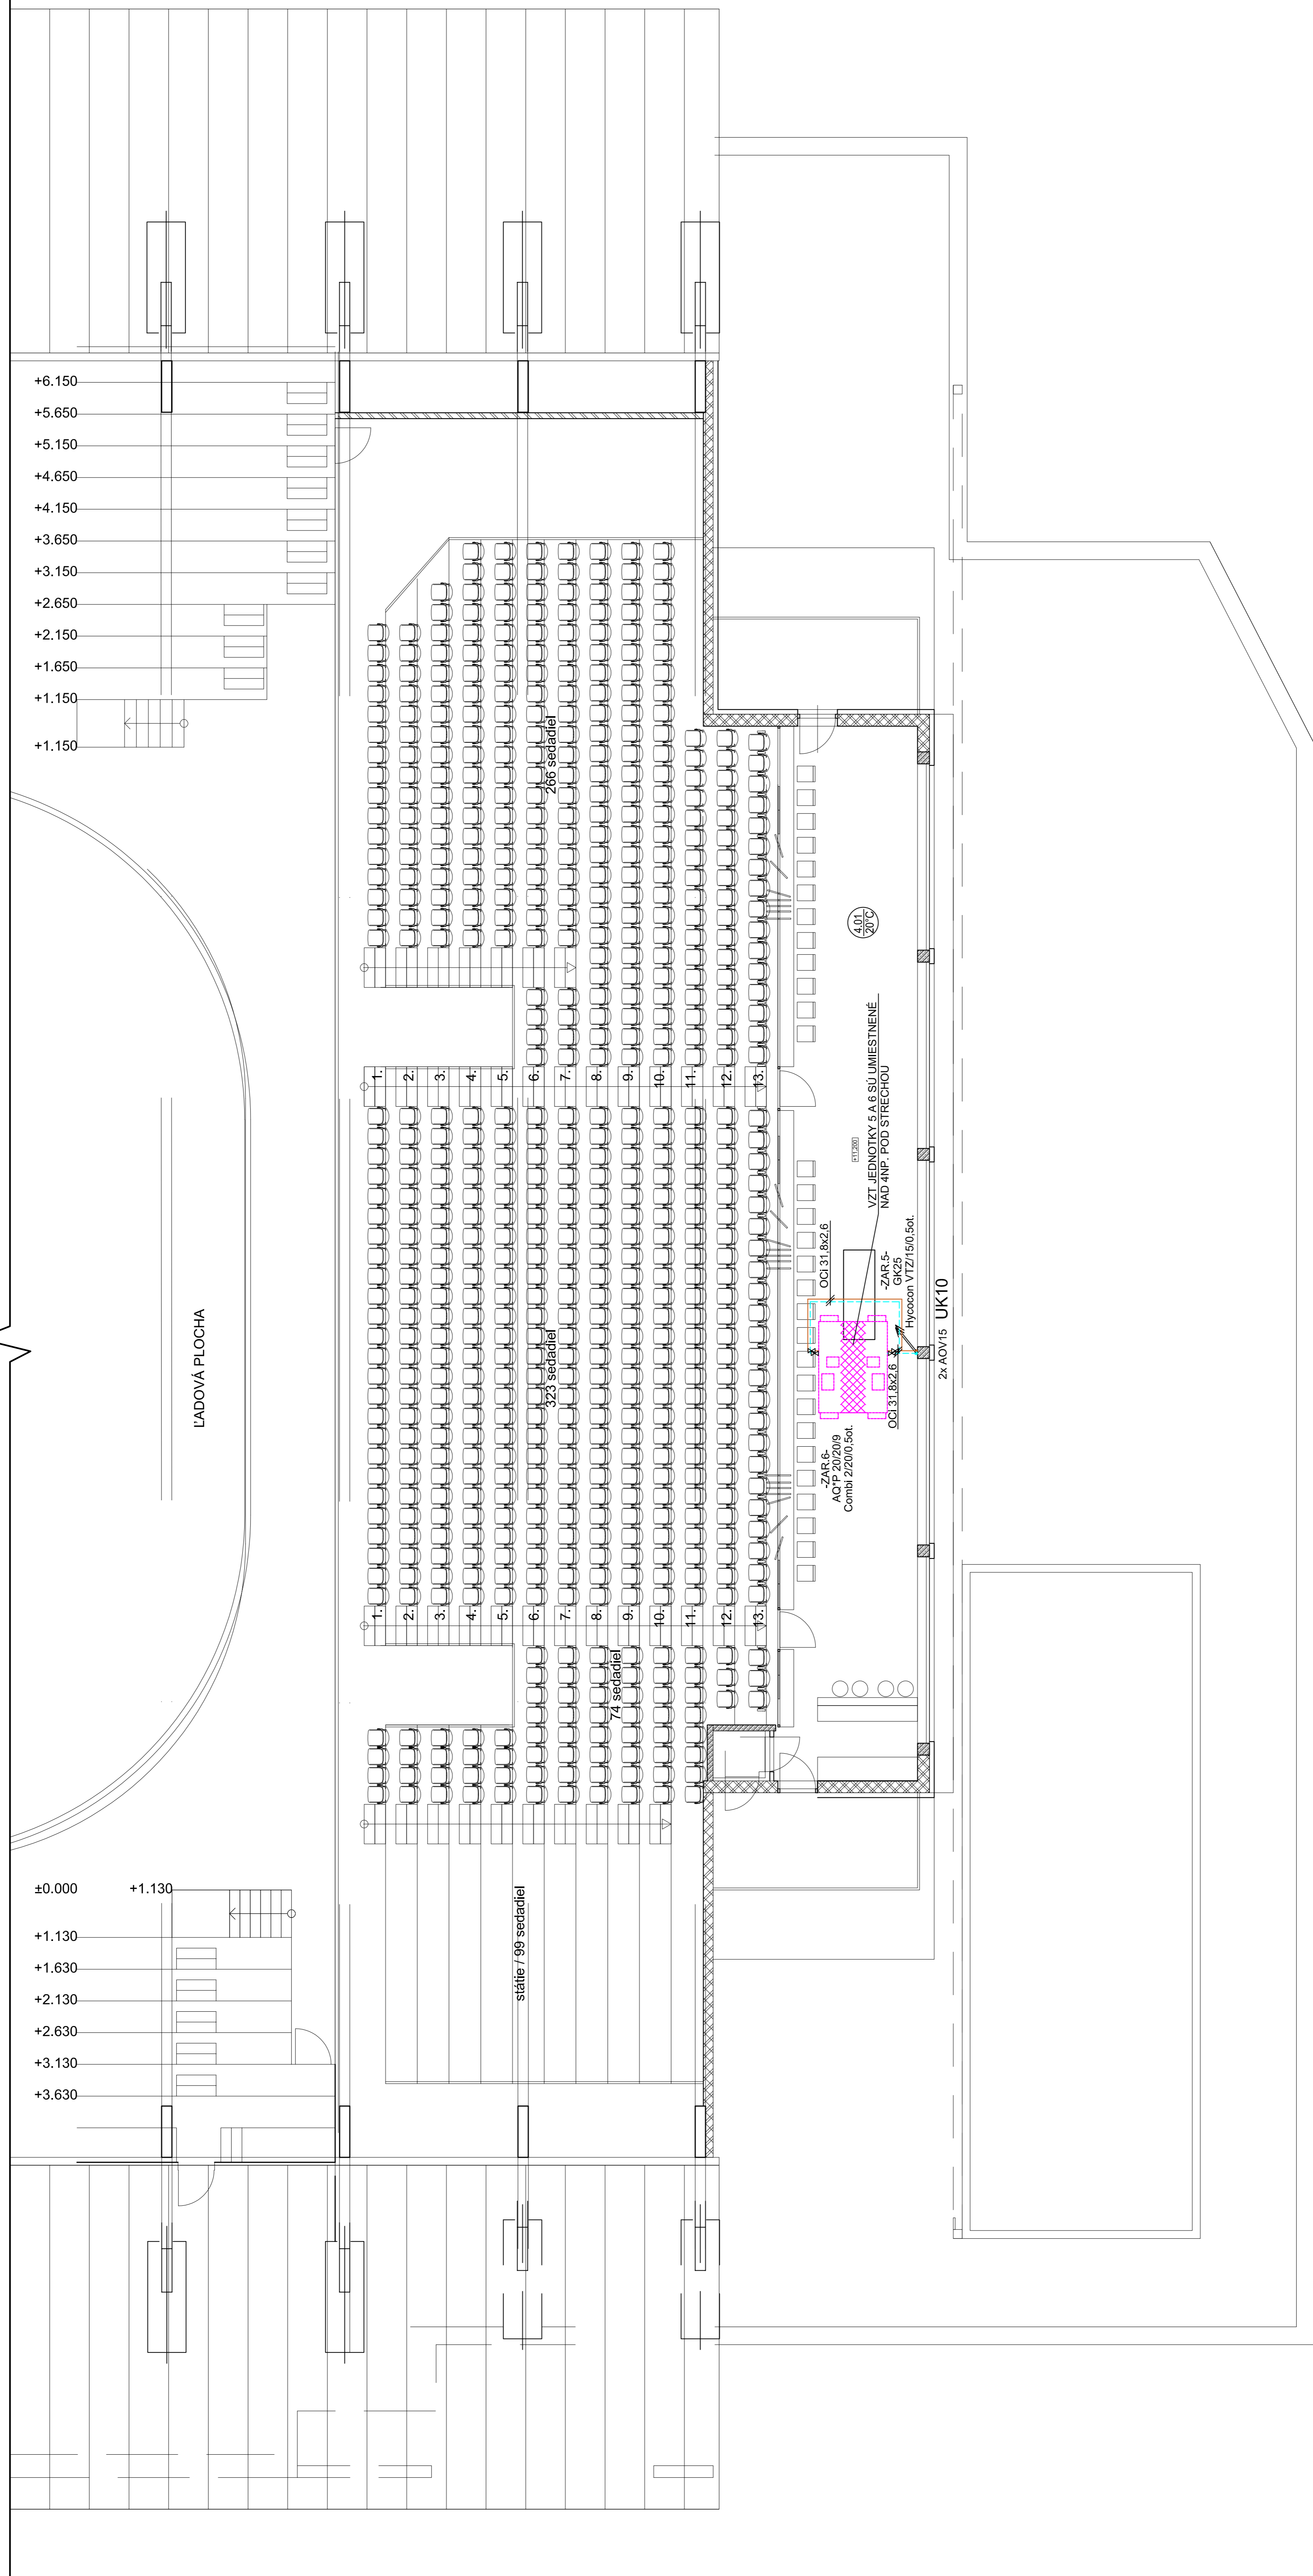 +6.150
+5.650
+5.150
+4.650
+4.150
+3.650
+3.150
+2.650
+2.150
+1.650
+1.150
+1.150
ĽADOVÁ PLOCHA
±0.000
+1.130
+1.130
+1.630
+2.130
+2.630
+3.130
+3.630
266 sedadiel
1.
2.
3.
4.
5.
6.
7.
8.
9.
10.
11.
12.
13.
323 sedadiel
1.
2.
3.
4.
5.
6.
7.
8.
9.
10.
11.
12.
13.
74 sedadiel
státie / 99 sedadiel
4.01
20°C
+11.200
VZT JEDNOTKY 5 A 6 SÚ UMIESTNENÉ
NAD 4NP. POD STRECHOU
OCi 31,8x2,6
-ZAR.5-
GK25
Hycocon VTZ/15/0,5ot.
2x AOV15 UK10
OCi 31,8x2,6
-ZAR.6-
AQ*P 20/20/9
Combi 2/20/0,5ot.